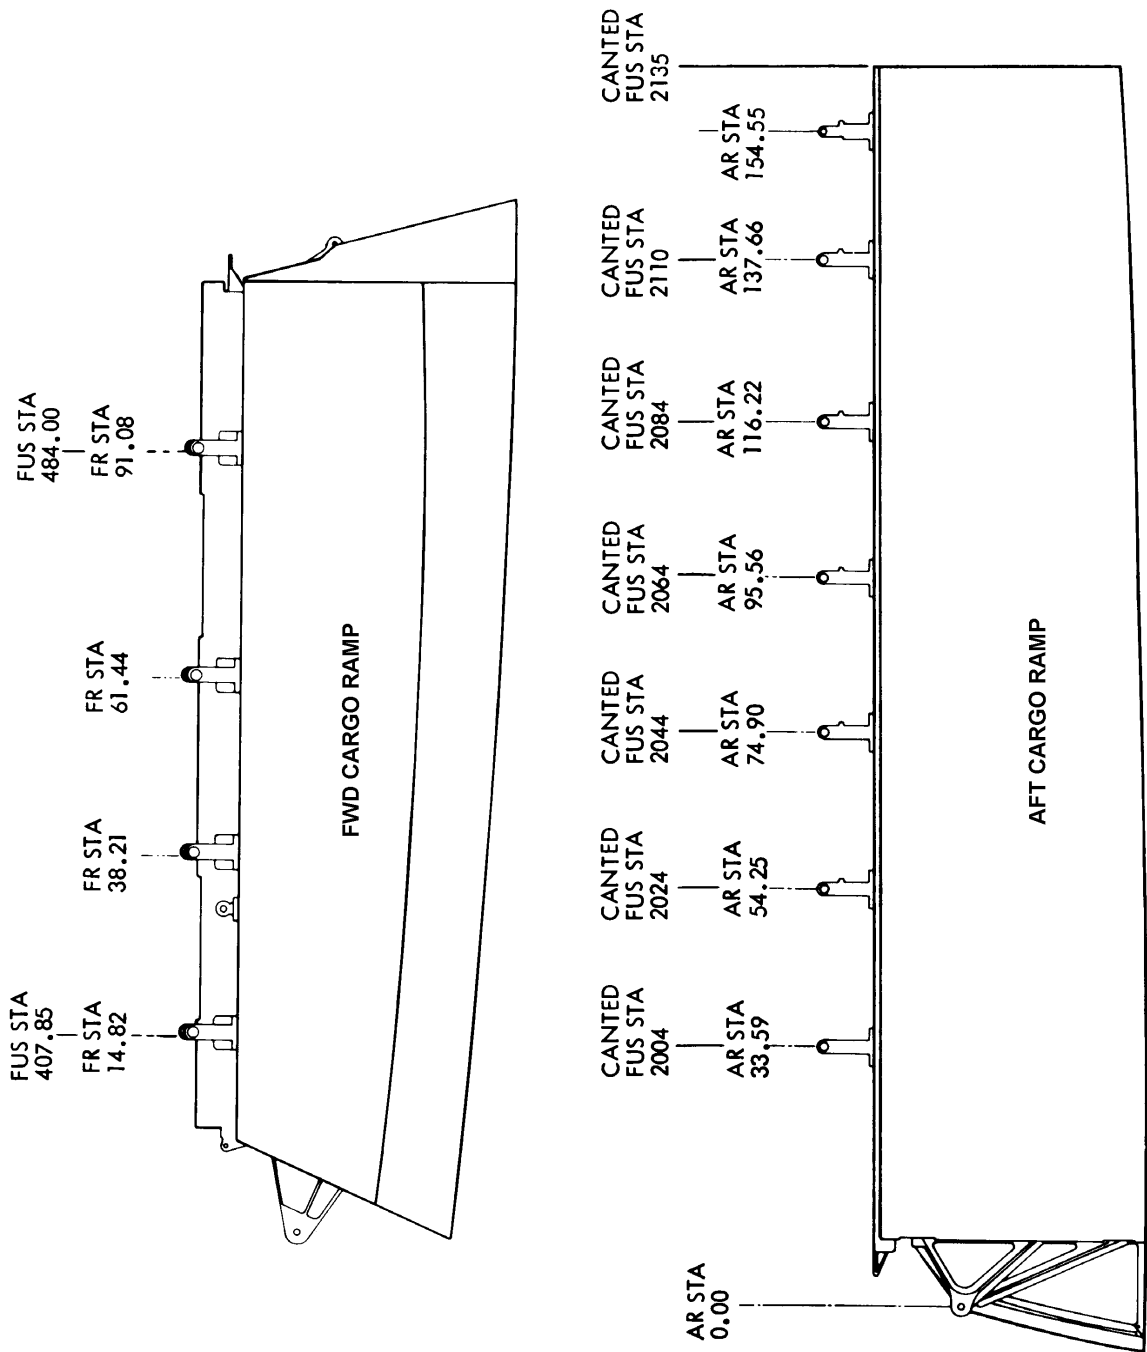 FUS STA
407.85
FR STA
14.82
FR STA
38.21
FR STA
61.44
FUS STA
484.00
FR STA
91.08
FWD CARGO RAMP
AR STA
0.00
CANTED
FUS STA
2004
AR STA
33.59
CANTED
FUS STA
2024
AR STA
54.25
CANTED
FUS STA
2044
AR STA
74.90
CANTED
FUS STA
2064
AR STA
95.56
CANTED
FUS STA
2084
AR STA
116.22
CANTED
FUS STA
2110
AR STA
137.66
AR STA
154.55
CANTED
FUS STA
2135
AFT CARGO RAMP